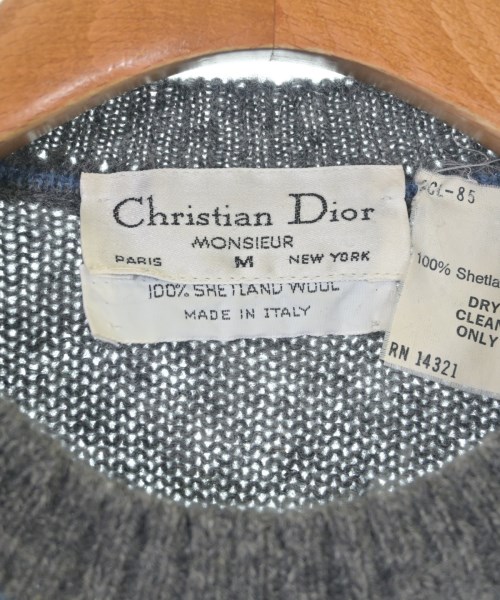 Christian Dior
MONSIEUR
PARIS M NEW YORK
100% SHETLAND WOOL
MADE IN ITALY
CL-85
100% Shetla
DRY
CLEAN
ONLY
RN 14321